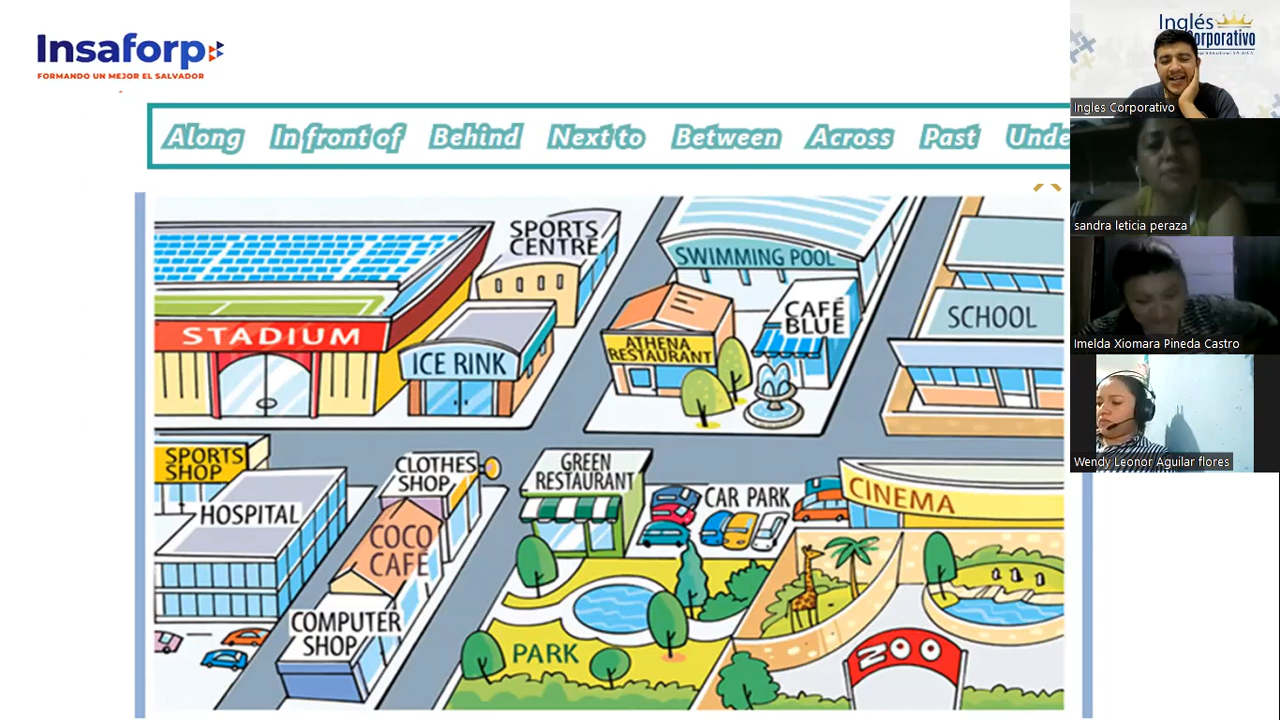 Insaforp
FORMANDO UN MEJOR EL SALVADOR
Along In front of Behind Next to Between Across Past Unde
STADIUM
SPORTS
CENTRE
ICE RINK
SWIMMING POOL
ATHENA
RESTAURANT
CAFÉ
BLUE
SCHOOL
SPORTS
SHOP
HOSPITAL
CLOTHES
SHOP
COCO
CAFÉ
COMPUTER
SHOP
GREEN
RESTAURANT
CAR PARK
CINEMA
PARK
ZOO
Inglés
Corporativo
Ingles Corporativo
sandra leticia peraza
Imelda Xiomara Pineda Castro
Wendy Leonor Aguilar flores